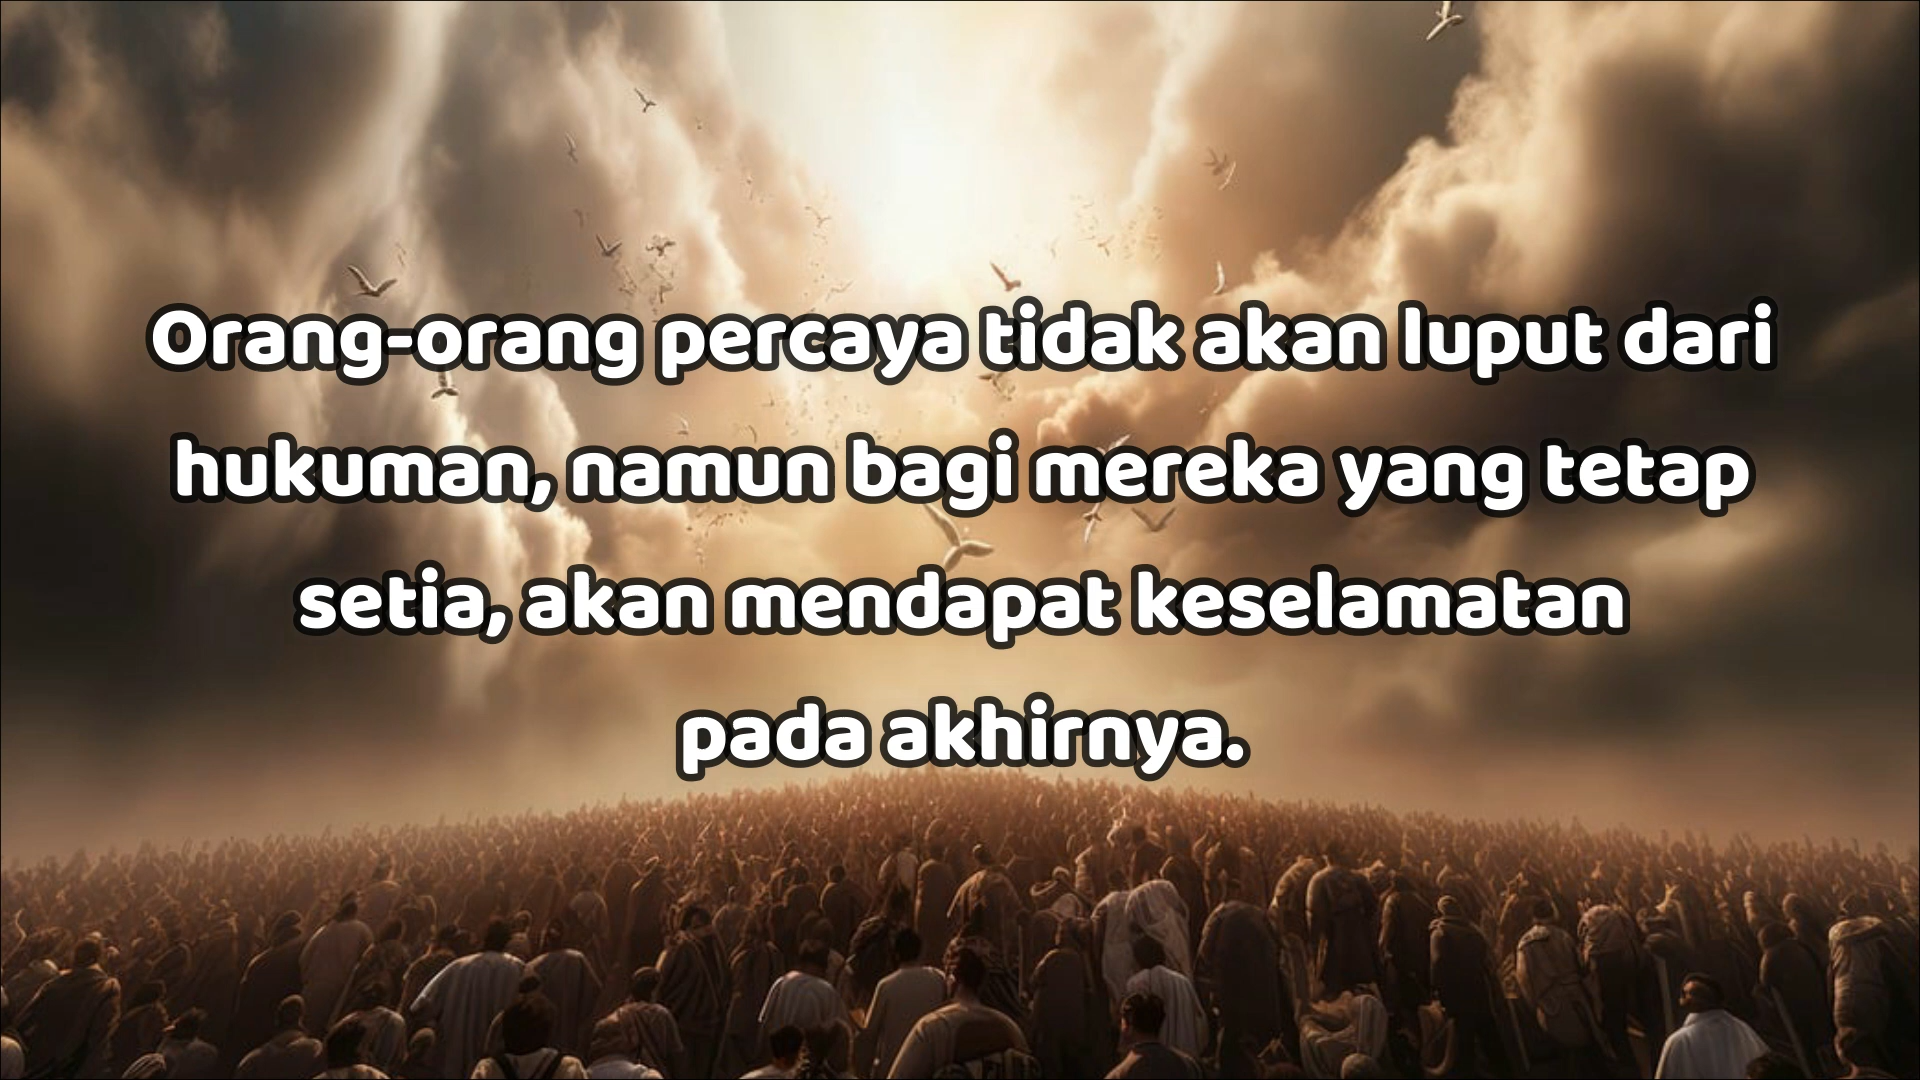 Orang-orang percaya tidak akan luput dari
hukuman, namun bagi mereka yang tetap
setia, akan mendapat keselamatan
pada akhirnya.